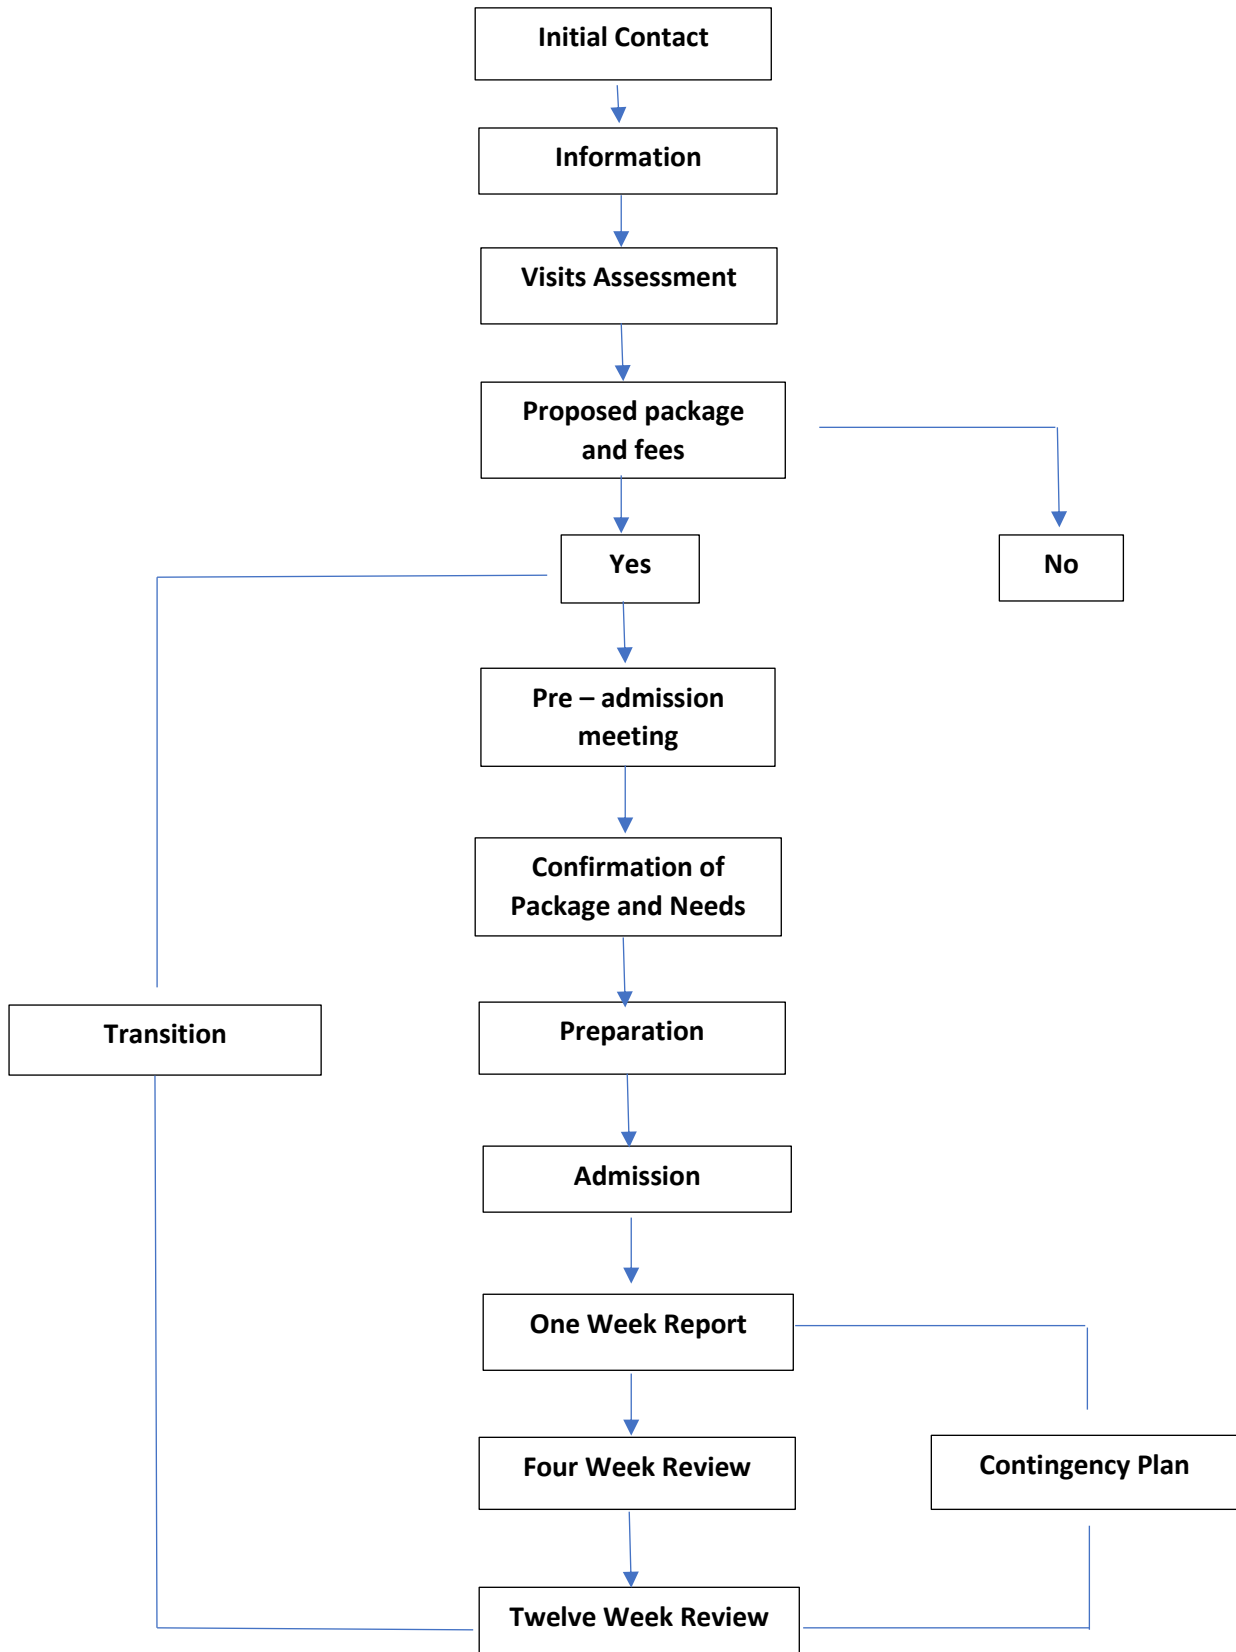 Initial Contact
Information
Visits Assessment
Proposed package
and fees
Yes
No
Pre – admission
meeting
Confirmation of
Package and Needs
Transition
Preparation
Admission
One Week Report
Four Week Review
Contingency Plan
Twelve Week Review